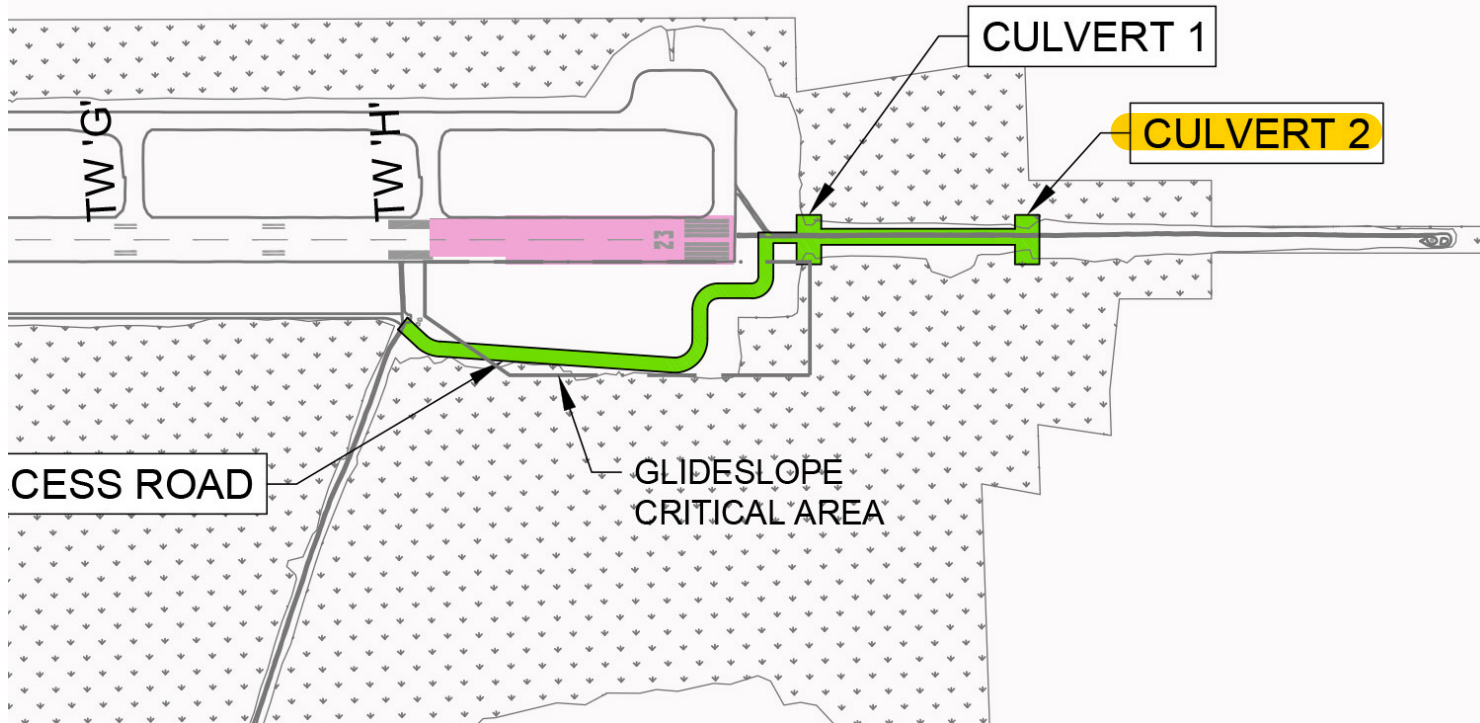 CULVERT 1
CULVERT 2
TW 'G'
TW 'H'
23
CESS ROAD
GLIDESLOPE
CRITICAL AREA